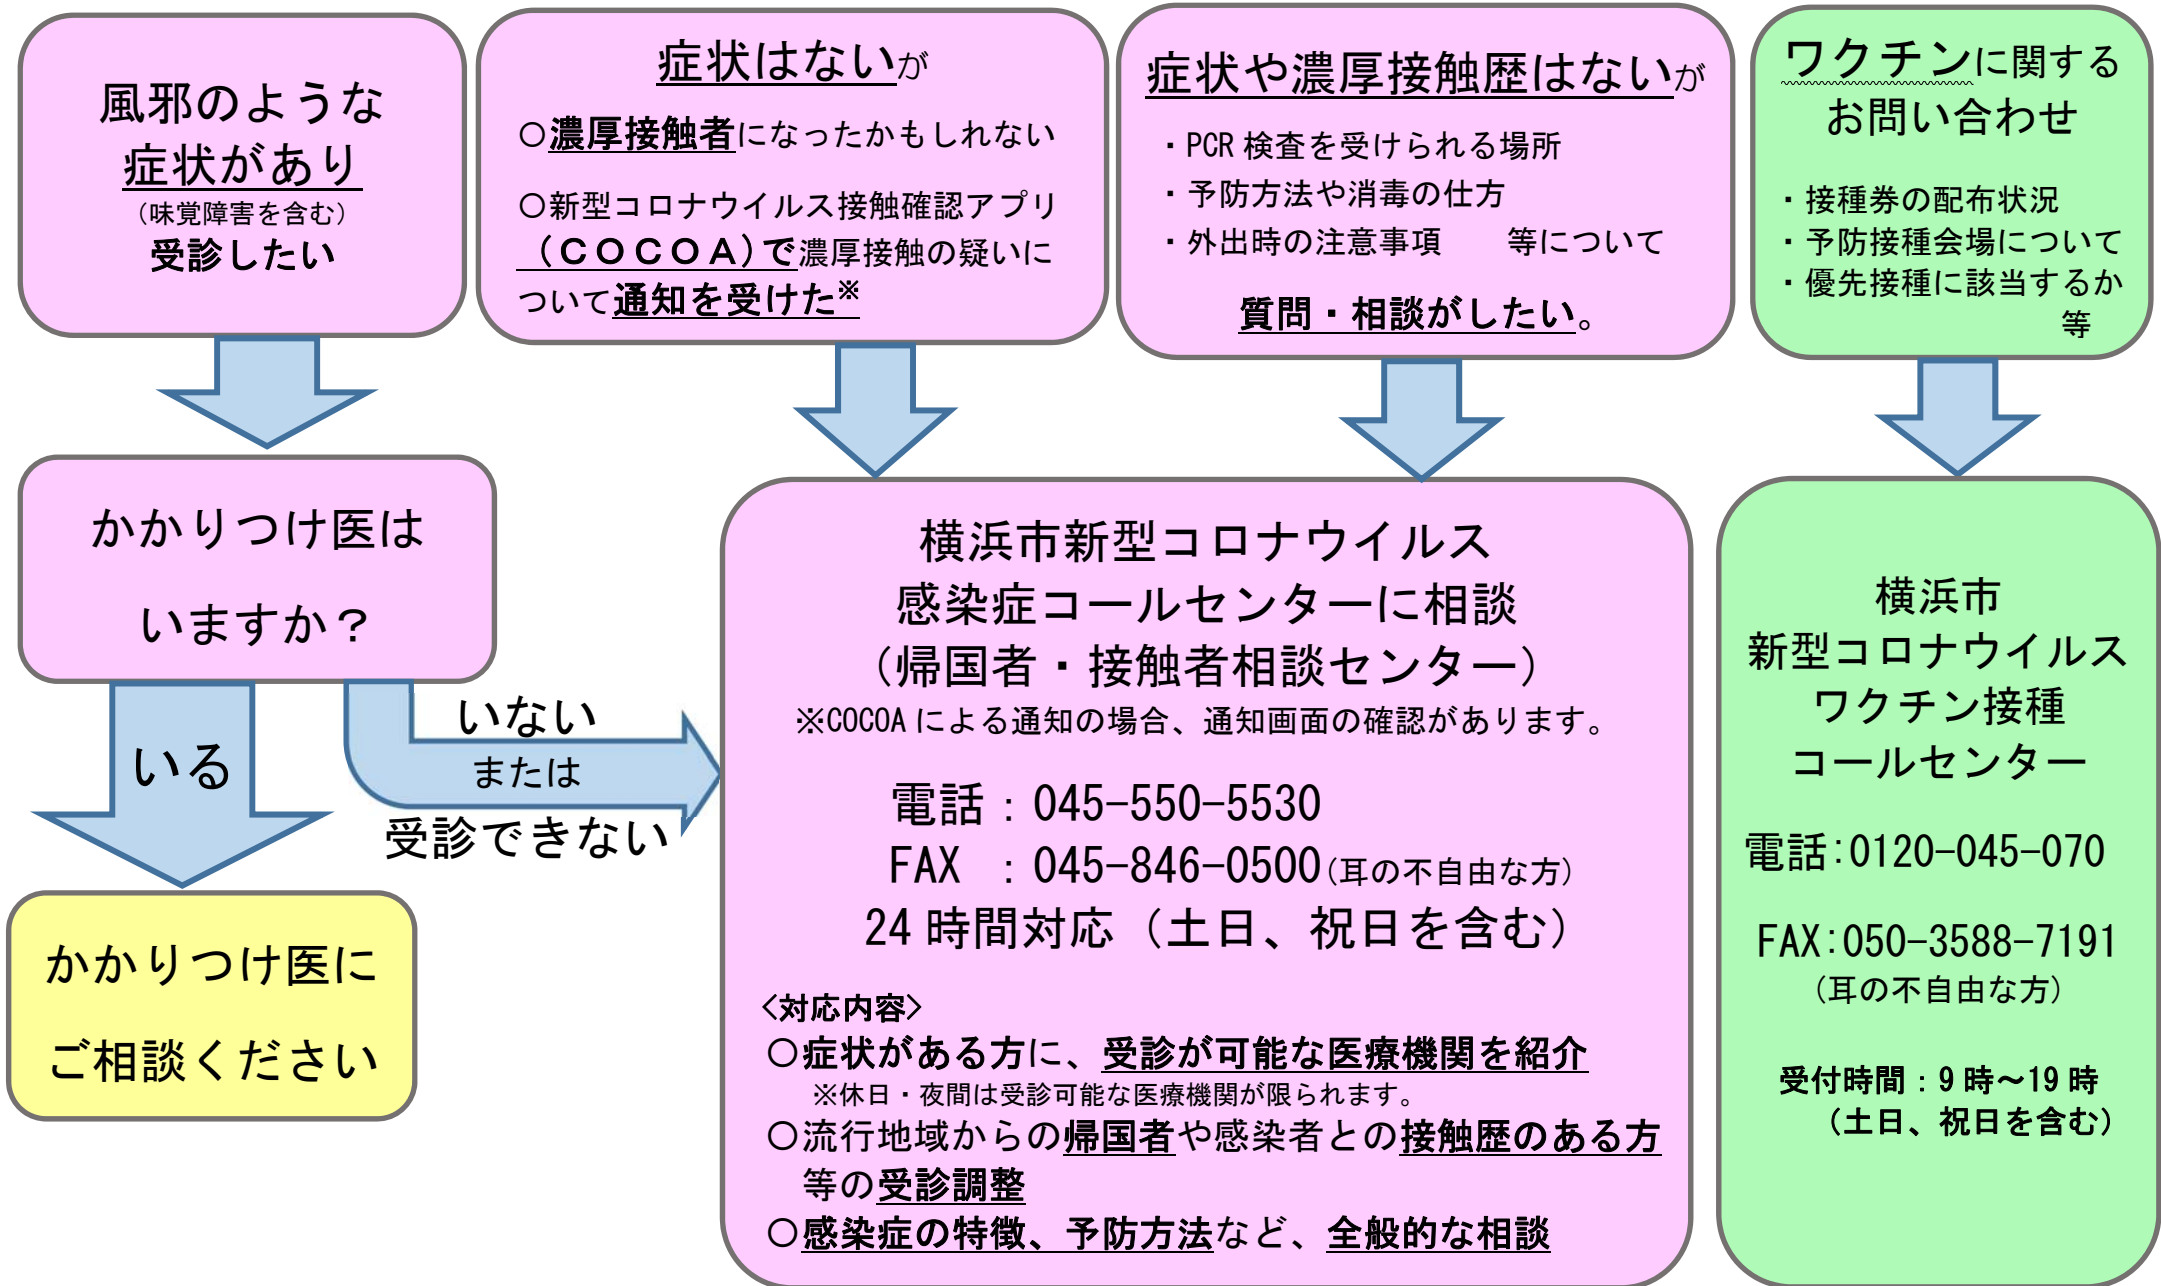 風邪のような
症状があり
(味覚障害を含む)
受診したい
症状はないが
○濃厚接触者になったかもしれない
○新型コロナウイルス接触確認アプリ
(COCOA)で濃厚接触の疑いに
ついて通知を受けた※
症状や濃厚接触歴はないが
・PCR検査を受けられる場所
・予防方法や消毒の仕方
・外出時の注意事項　等について
質問・相談がしたい。
ワクチンに関する
お問い合わせ
・接種券の配布状況
・予防接種会場について
・優先接種に該当するか
等
かかりつけ医は
いますか？
いる
いない
または
受診できない
かかりつけ医に
ご相談ください
横浜市新型コロナウイルス
感染症コールセンターに相談
(帰国者・接触者相談センター)
※COCOAによる通知の場合、通知画面の確認があります。
電話：045-550-5530
FAX ：045-846-0500(耳の不自由な方)
24時間対応（土日、祝日を含む）
<対応内容>
○症状がある方に、受診が可能な医療機関を紹介
※休日・夜間は受診可能な医療機関が限られます。
○流行地域からの帰国者や感染者との接触歴のある方
等の受診調整
○感染症の特徴、予防方法など、全般的な相談
横浜市
新型コロナウイルス
ワクチン接種
コールセンター
電話:0120-045-070
FAX:050-3588-7191
(耳の不自由な方)
受付時間：9時～19時
（土日、祝日を含む）